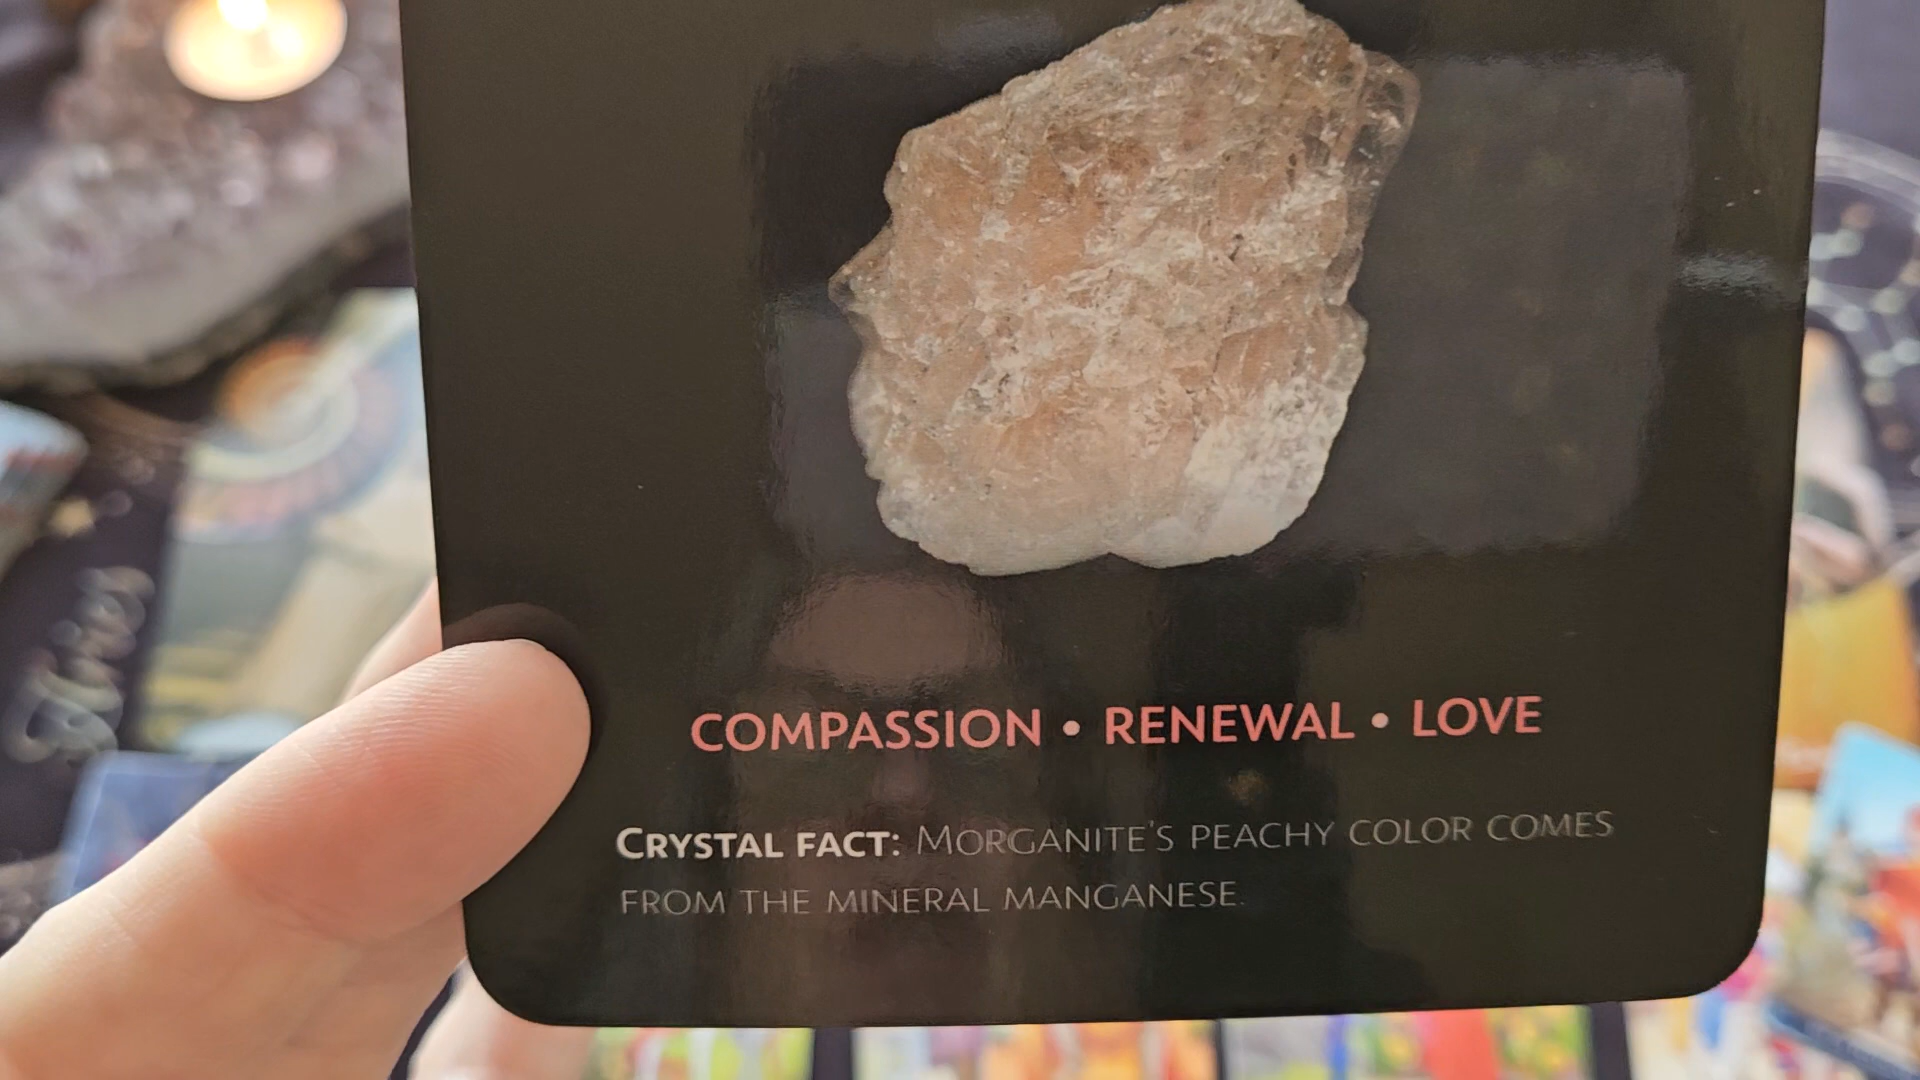 COMPASSION • RENEWAL • LOVE
CRYSTAL FACT: MORGANITE'S PEACHY COLOR COMES
FROM THE MINERAL MANGANESE.